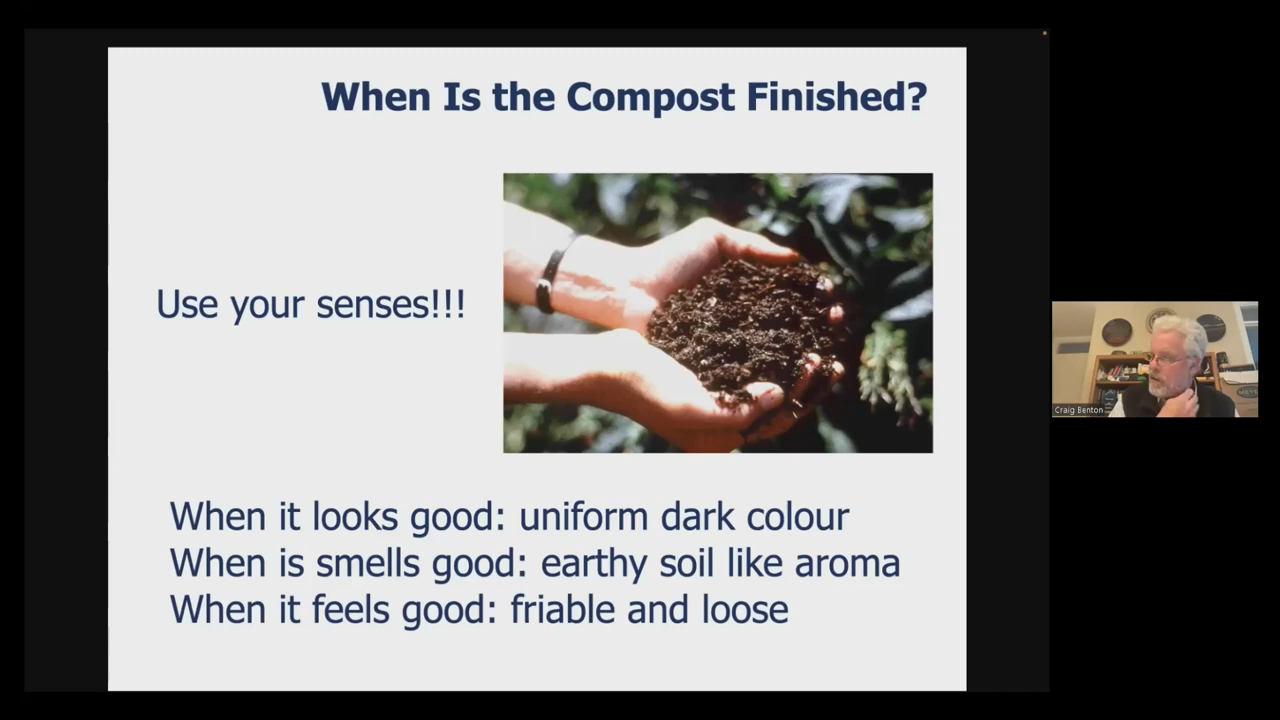 When Is the Compost Finished?
Use your senses!!!
When it looks good: uniform dark colour
When is smells good: earthy soil like aroma
When it feels good: friable and loose
Craig Benton